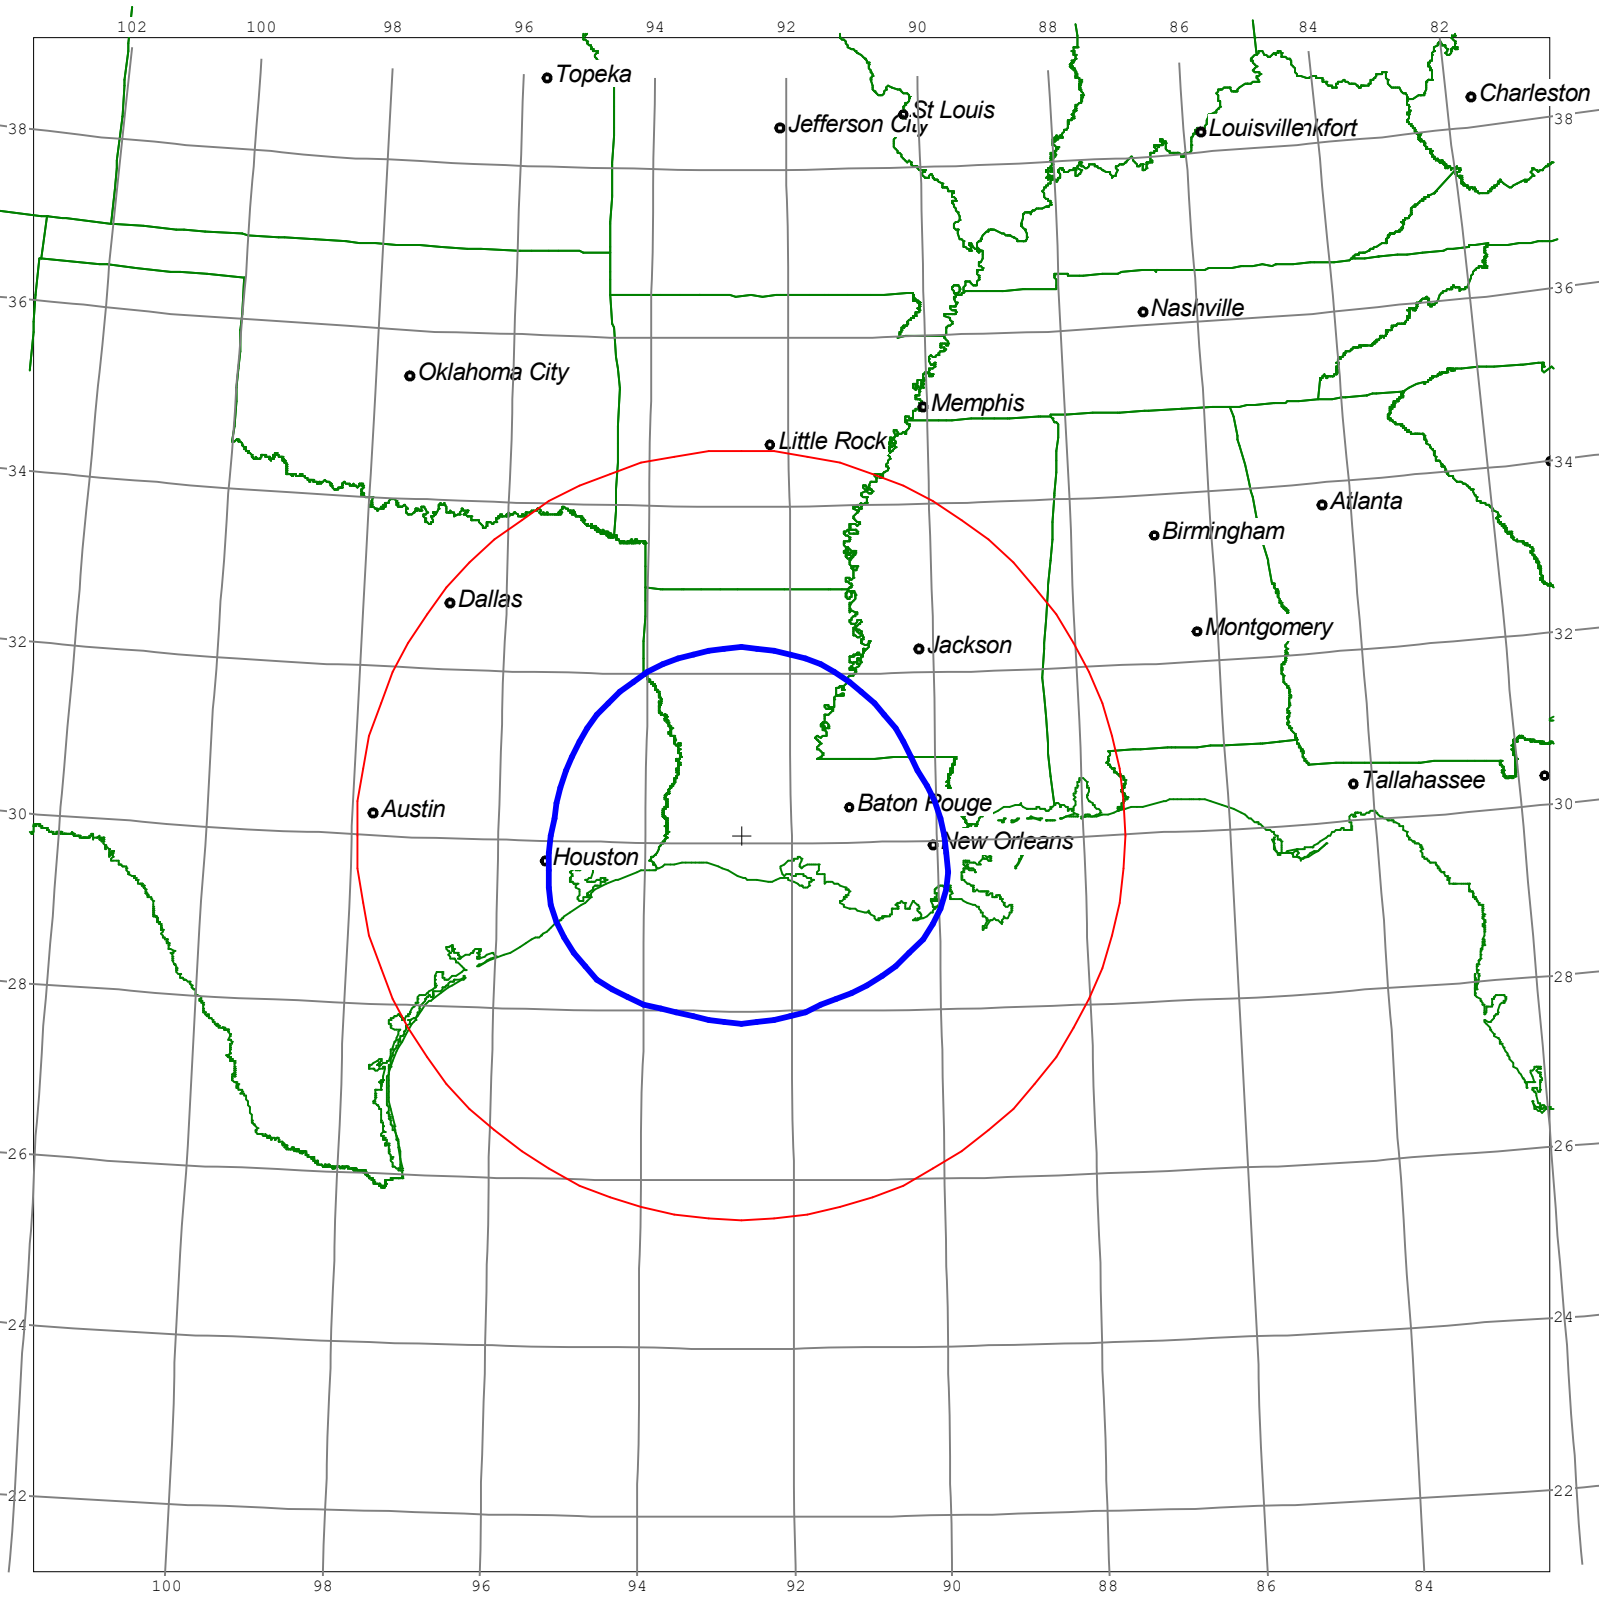 102 100 98 96 94 92 90 88 86 84 82
Topeka
Charleston
St Louis
Jefferson City
38 38
Louisvillenkfort
36 36
Nashville
Oklahoma City
Memphis
Little Rock
34 34
Atlanta
Birmingham
Dallas
32 32
Montgomery
Jackson
Tallahassee
Baton Rouge
30 30
Austin
New Orleans
Houston
28 28
26 26
24 24
22 22
100 98 96 94 92 90 88 86 84